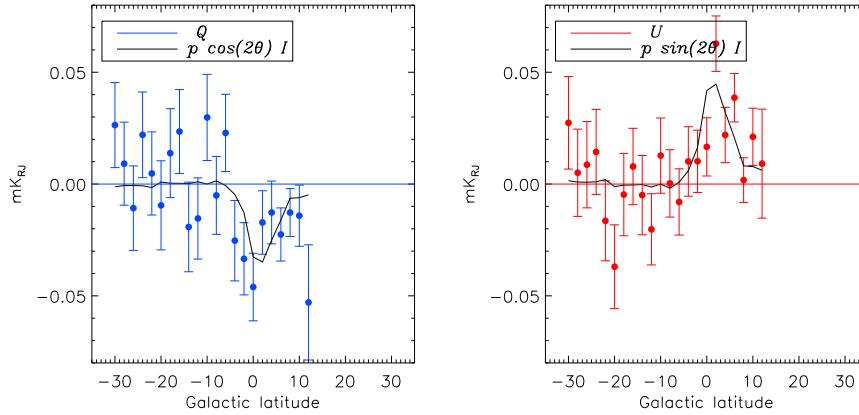 Q
p cos(2θ) I
0.05
0.00
−0.05
mK_RJ
−30 −20 −10 0 10 20 30
Galactic latitude
U
p sin(2θ) I
0.05
0.00
−0.05
mK_RJ
−30 −20 −10 0 10 20 30
Galactic latitude